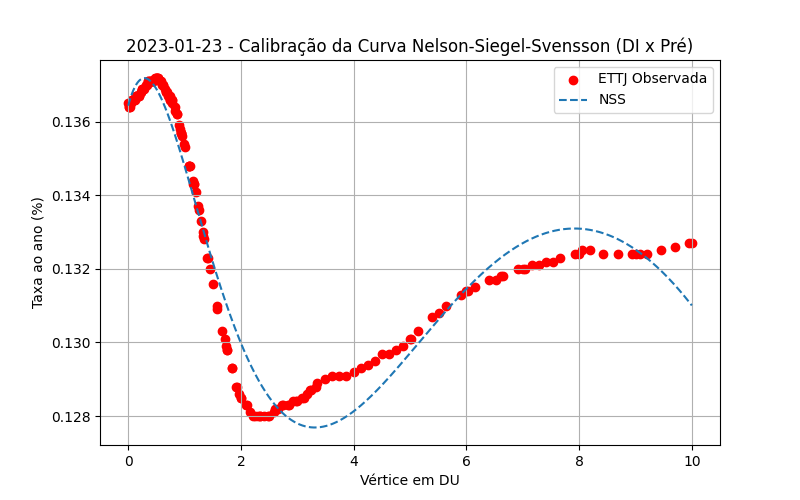 2023-01-23 - Calibração da Curva Nelson-Siegel-Svensson (DI x Pré)
ETTJ Observada
NSS
Taxa ao ano (%)
0.136
0.134
0.132
0.130
0.128
0 2 4 6 8 10
Vértice em DU